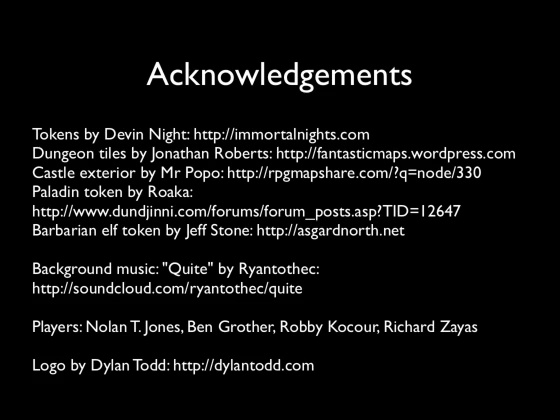 Acknowledgements
Tokens by Devin Night: http://immortalnights.com
Dungeon tiles by Jonathan Roberts: http://fantasticmaps.wordpress.com
Castle exterior by Mr Popo: http://rpgmapshare.com/?q=node/330
Paladin token by Roaka:
http://www.dundjinni.com/forums/forum_posts.asp?TID=12647
Barbarian elf token by Jeff Stone: http://asgardnorth.net
Background music: "Quite" by Ryantothec:
http://soundcloud.com/ryantothec/quite
Players: Nolan T. Jones, Ben Grother, Robby Kocour, Richard Zayas
Logo by Dylan Todd: http://dylantodd.com